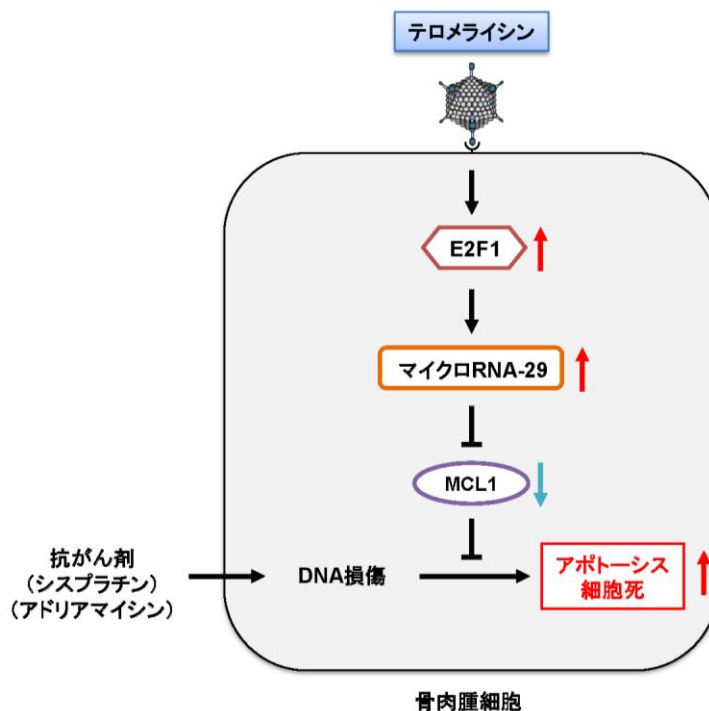 テロメライシン
E2F1
マイクロRNA-29
MCL1
抗がん剤
（シスプラチン）
（アドリアマイシン）
DNA損傷
アポトーシス
細胞死
骨肉腫細胞